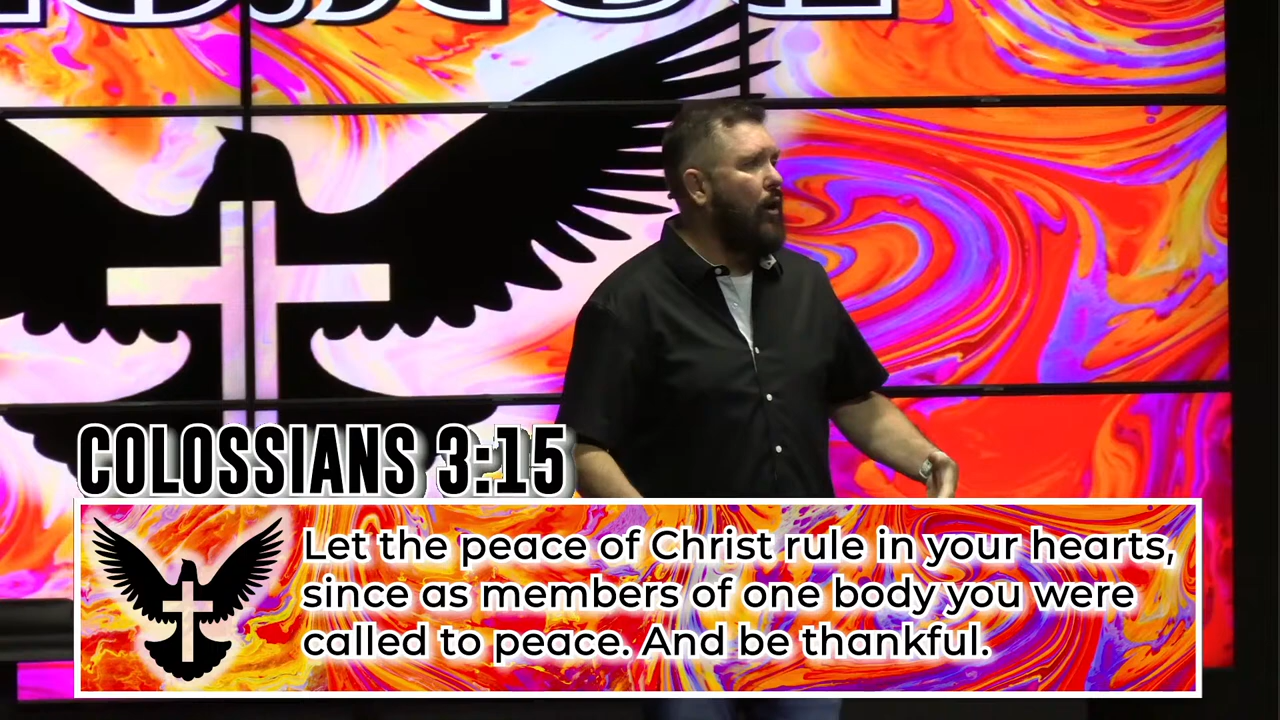 COLOSSIANS 3:15
Let the peace of Christ rule in your hearts,
since as members of one body you were
called to peace. And be thankful.